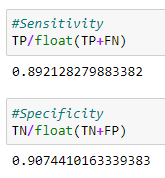 #Sensitivity
TP/float(TP+FN)
0.892128279883382
#Specificity
TN/float(TN+FP)
0.9074410163339383